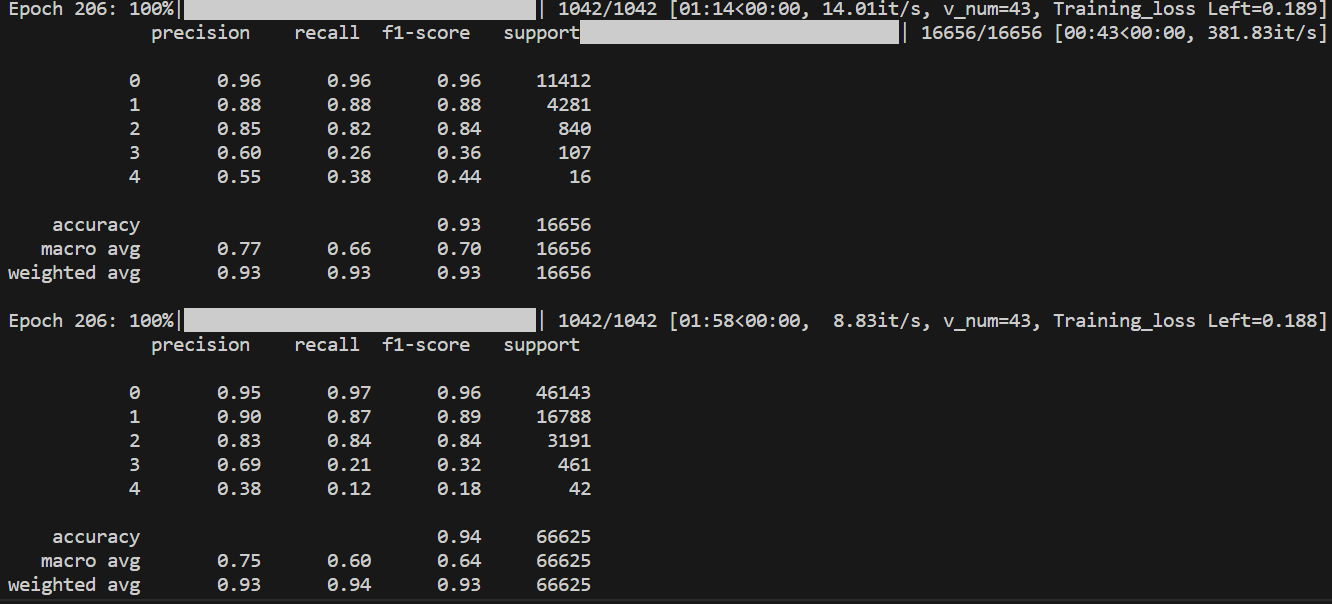 Epoch 206: 100%| | 1042/1042 [01:14<00:00, 14.01it/s, v_num=43, Training_loss Left=0.189]
precision recall f1-score support | 16656/16656 [00:43<00:00, 381.83it/s]
0 0.96 0.96 0.96 11412
1 0.88 0.88 0.88 4281
2 0.85 0.82 0.84 840
3 0.60 0.26 0.36 107
4 0.55 0.38 0.44 16
accuracy 0.93 16656
macro avg 0.77 0.66 0.70 16656
weighted avg 0.93 0.93 0.93 16656
Epoch 206: 100%| | 1042/1042 [01:58<00:00, 8.83it/s, v_num=43, Training_loss Left=0.188]
precision recall f1-score support
0 0.95 0.97 0.96 46143
1 0.90 0.87 0.89 16788
2 0.83 0.84 0.84 3191
3 0.69 0.21 0.32 461
4 0.38 0.12 0.18 42
accuracy 0.94 66625
macro avg 0.75 0.60 0.64 66625
weighted avg 0.93 0.94 0.93 66625